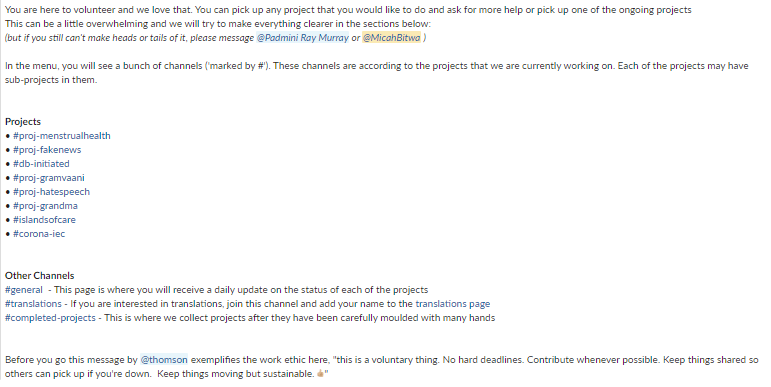 You are here to volunteer and we love that. You can pick up any project that you would like to do and ask for more help or pick up one of the ongoing projects
This can be a little overwhelming and we will try to make everything clearer in the sections below:
(but if you still can't make heads or tails of it, please message @Padmini Ray Murray or @MicahBitwa )
In the menu, you will see a bunch of channels ('marked by #'). These channels are according to the projects that we are currently working on. Each of the projects may have
sub-projects in them.
Projects
• #proj-menstrualhealth
• #proj-fakenews
• #db-initiated
• #proj-gramvaani
• #proj-hatespeech
• #proj-grandma
• #islandsofcare
• #corona-iec
Other Channels
#general - This page is where you will receive a daily update on the status of each of the projects
#translations - If you are interested in translations, join this channel and add your name to the translations page
#completed-projects - This is where we collect projects after they have been carefully moulded with many hands
Before you go this message by @thomson exemplifies the work ethic here, "this is a voluntary thing. No hard deadlines. Contribute whenever possible. Keep things shared so
others can pick up if you're down. Keep things moving but sustainable. 👍"